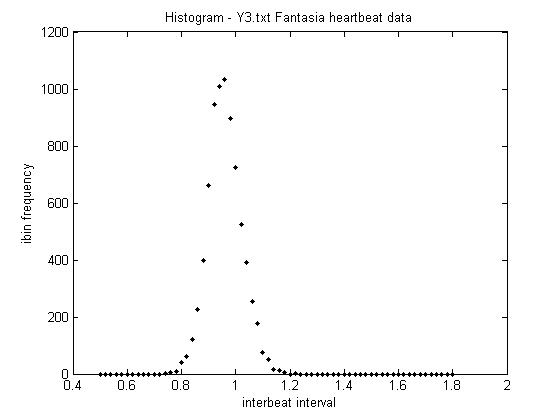 Histogram - Y3.txt Fantasia heartbeat data
1200
1000
800
600
400
200
0
ibin frequency
0.4 0.6 0.8 1 1.2 1.4 1.6 1.8 2
interbeat interval